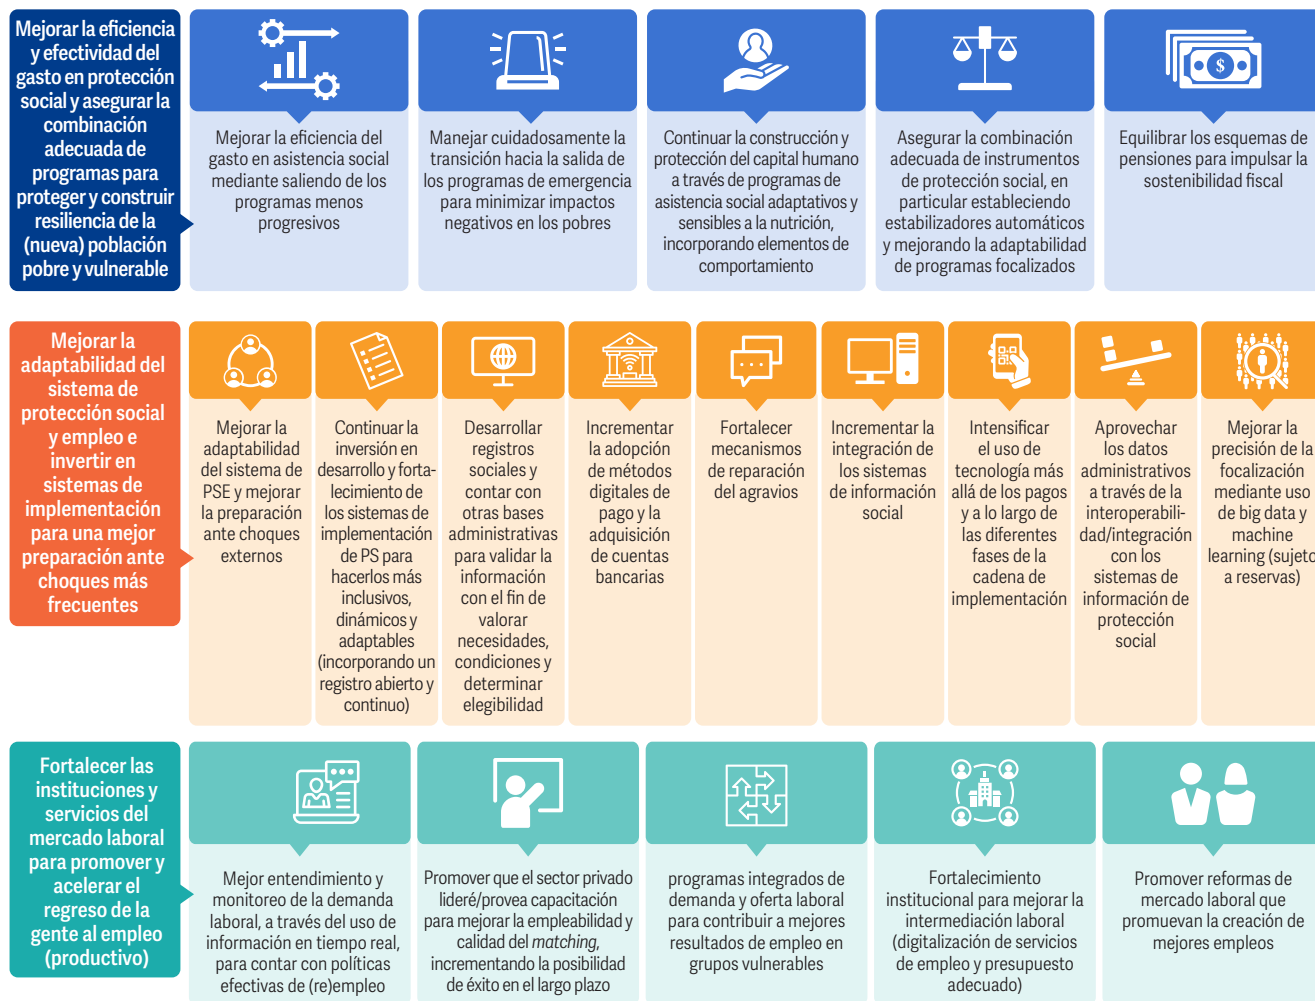 Mejorar la eficiencia
y efectividad del
gasto en protección
social y asegurar la
combinación
adecuada de
programas para
proteger y construir
resiliencia de la
(nueva) población
pobre y vulnerable
Mejorar la eficiencia del
gasto en asistencia social
mediante saliendo de los
programas menos
progresivos
Manejar cuidadosamente la
transición hacia la salida de
los programas de emergencia
para minimizar impactos
negativos en los pobres
Continuar la construcción y
protección del capital humano
a través de programas de
asistencia social adaptativos y
sensibles a la nutrición,
incorporando elementos de
comportamiento
Asegurar la combinación
adecuada de instrumentos
de protección social, en
particular estableciendo
estabilizadores automáticos
y mejorando la adaptabilidad
de programas focalizados
$
Equilibrar los esquemas de
pensiones para impulsar la
sostenibilidad fiscal
Mejorar la
adaptabilidad del
sistema de
protección social
y empleo e
invertir en
sistemas de
implementación
para una mejor
preparación ante
choques más
frecuentes
Mejorar la
adaptabilidad
del sistema de
PSE y mejorar
la preparación
ante choques
externos
Continuar la
inversión en
desarrollo y forta-
lecimiento de
los sistemas de
implementación
de PS para
hacerlos más
inclusivos,
dinámicos y
adaptables
(incorporando un
registro abierto y
continuo)
Desarrollar
registros
sociales y
contar con
otras bases
administrativas
para validar la
información
con el fin de
valorar
necesidades,
condiciones y
determinar
elegibilidad
Incrementar
la adopción
de métodos
digitales de
pago y la
adquisición
de cuentas
bancarias
Fortalecer
mecanismos
de reparación
del agravios
Incrementar la
integración de
los sistemas
de información
social
Intensificar
el uso de
tecnología más
allá de los pagos
y a lo largo de
las diferentes
fases de la
cadena de
implementación
Aprovechar
los datos
administrativos
a través de la
interoperabili-
dad/integración
con los
sistemas de
información de
protección
social
Mejorar la
precisión de la
focalización
mediante uso
de big data y
machine
learning (sujeto
a reservas)
Fortalecer las
instituciones y
servicios del
mercado laboral
para promover y
acelerar el
regreso de la
gente al empleo
(productivo)
Mejor entendimiento y
monitoreo de la demanda
laboral, a través del uso de
información en tiempo real,
para contar con políticas
efectivas de (re)empleo
Promover que el sector privado
lideré/provea capacitación
para mejorar la empleabilidad y
calidad del matching,
incrementando la posibilidad
de éxito en el largo plazo
programas integrados de
demanda y oferta laboral
para contribuir a mejores
resultados de empleo en
grupos vulnerables
Fortalecimiento
institucional para mejorar la
intermediación laboral
(digitalización de servicios
de empleo y presupuesto
adecuado)
Promover reformas de
mercado laboral que
promuevan la creación de
mejores empleos